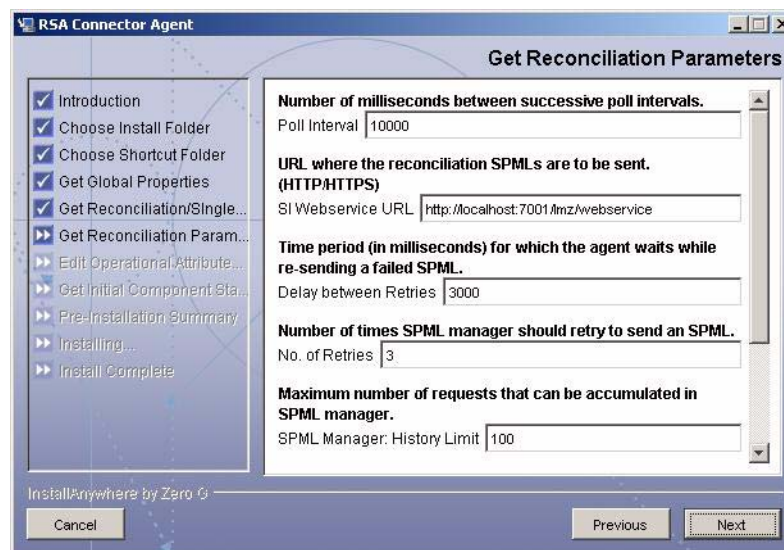 RSA Connector Agent
Get Reconciliation Parameters
Introduction
Choose Install Folder
Choose Shortcut Folder
Get Global Properties
Get Reconciliation/SIngle...
Get Reconciliation Param...
Edit Operational Attribute...
Get Initial Component Sta...
Pre-Installation Summary
Installing...
Install Complete
Number of milliseconds between successive poll intervals.
Poll Interval 10000
URL where the reconciliation SPMLs are to be sent.
(HTTP/HTTPS)
SI Webservice URL http://localhost:7001/lmz/webservice
Time period (in milliseconds) for which the agent waits while
re-sending a failed SPML.
Delay between Retries 3000
Number of times SPML manager should retry to send an SPML.
No. of Retries 3
Maximum number of requests that can be accumulated in
SPML manager.
SPML Manager: History Limit 100
InstallAnywhere by Zero G
Cancel
Previous
Next